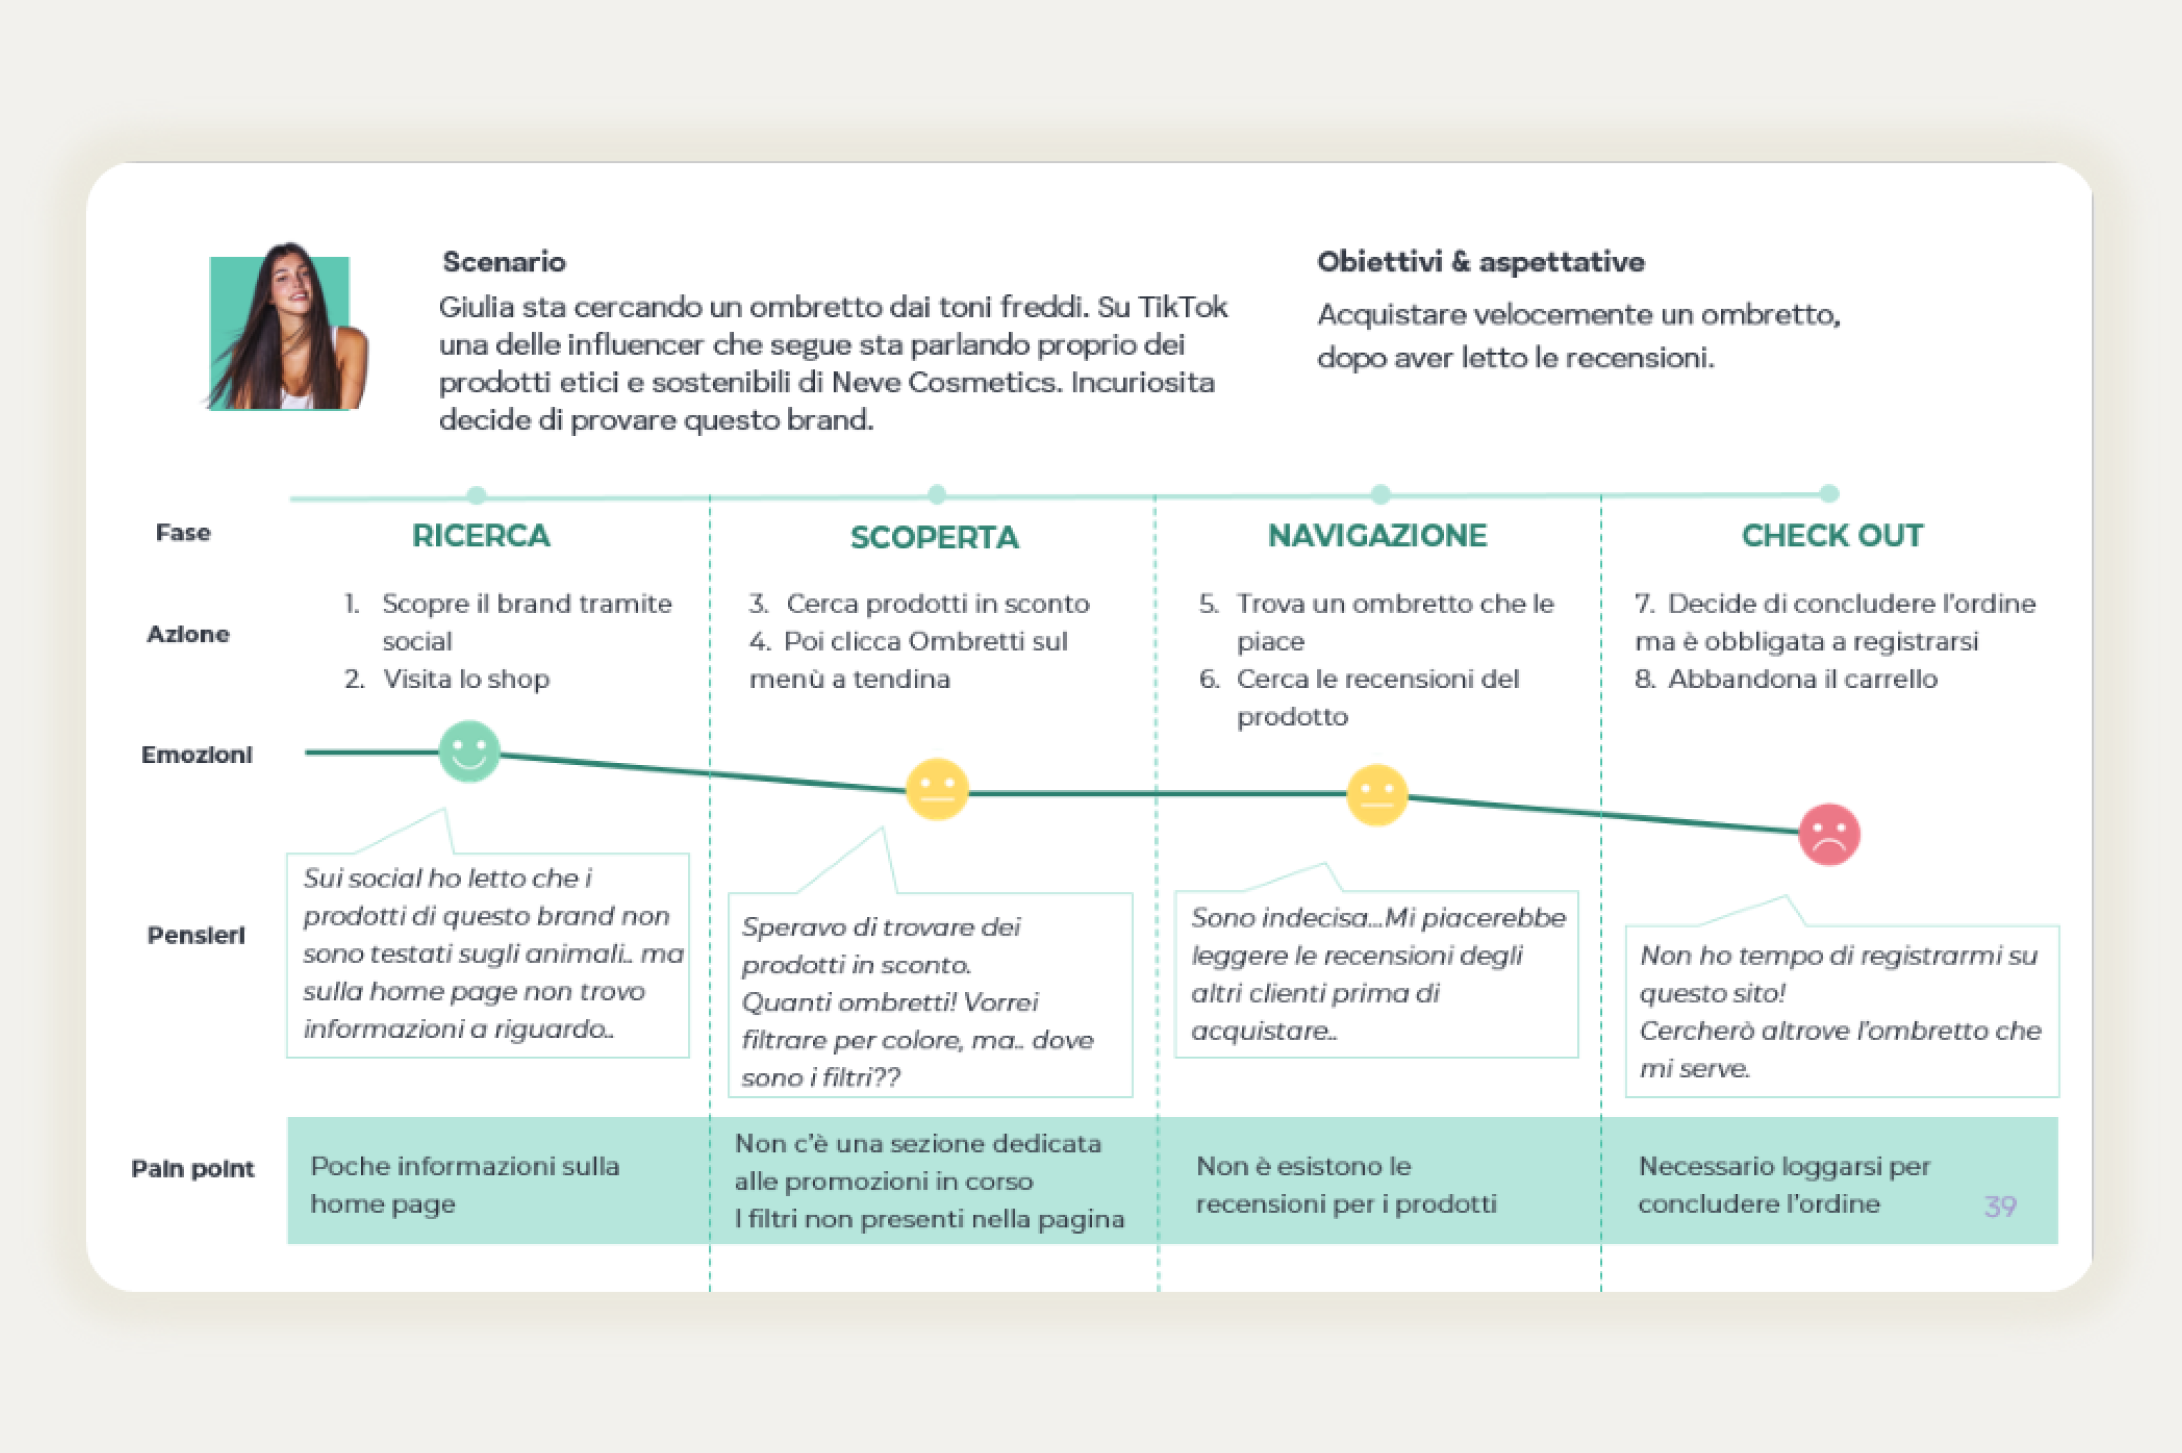 Scenario
Giulia sta cercando un ombretto dai toni freddi. Su TikTok
una delle influencer che segue sta parlando proprio dei
prodotti etici e sostenibili di Neve Cosmetics. Incuriosita
decide di provare questo brand.
Obiettivi & aspettative
Acquistare velocemente un ombretto,
dopo aver letto le recensioni.
Fase
RICERCA
SCOPERTA
NAVIGAZIONE
CHECK OUT
Azione
1. Scopre il brand tramite
social
2. Visita lo shop
3. Cerca prodotti in sconto
4. Poi clicca Ombretti sul
menù a tendina
5. Trova un ombretto che le
piace
6. Cerca le recensioni del
prodotto
7. Decide di concludere l'ordine
ma è obbligata a registrarsi
8. Abbandona il carrello
Emozioni
Pensieri
Sui social ho letto che i
prodotti di questo brand non
sono testati sugli animali.. ma
sulla home page non trovo
informazioni a riguardo..
Speravo di trovare dei
prodotti in sconto.
Quanti ombretti! Vorrei
filtrare per colore, ma.. dove
sono i filtri??
Sono indecisa...Mi piacerebbe
leggere le recensioni degli
altri clienti prima di
acquistare..
Non ho tempo di registrarmi su
questo sito!
Cercherò altrove l'ombretto che
mi serve.
Pain point
Poche informazioni sulla
home page
Non c'è una sezione dedicata
alle promozioni in corso
I filtri non presenti nella pagina
Non è esistono le
recensioni per i prodotti
Necessario loggarsi per
concludere l'ordine
39